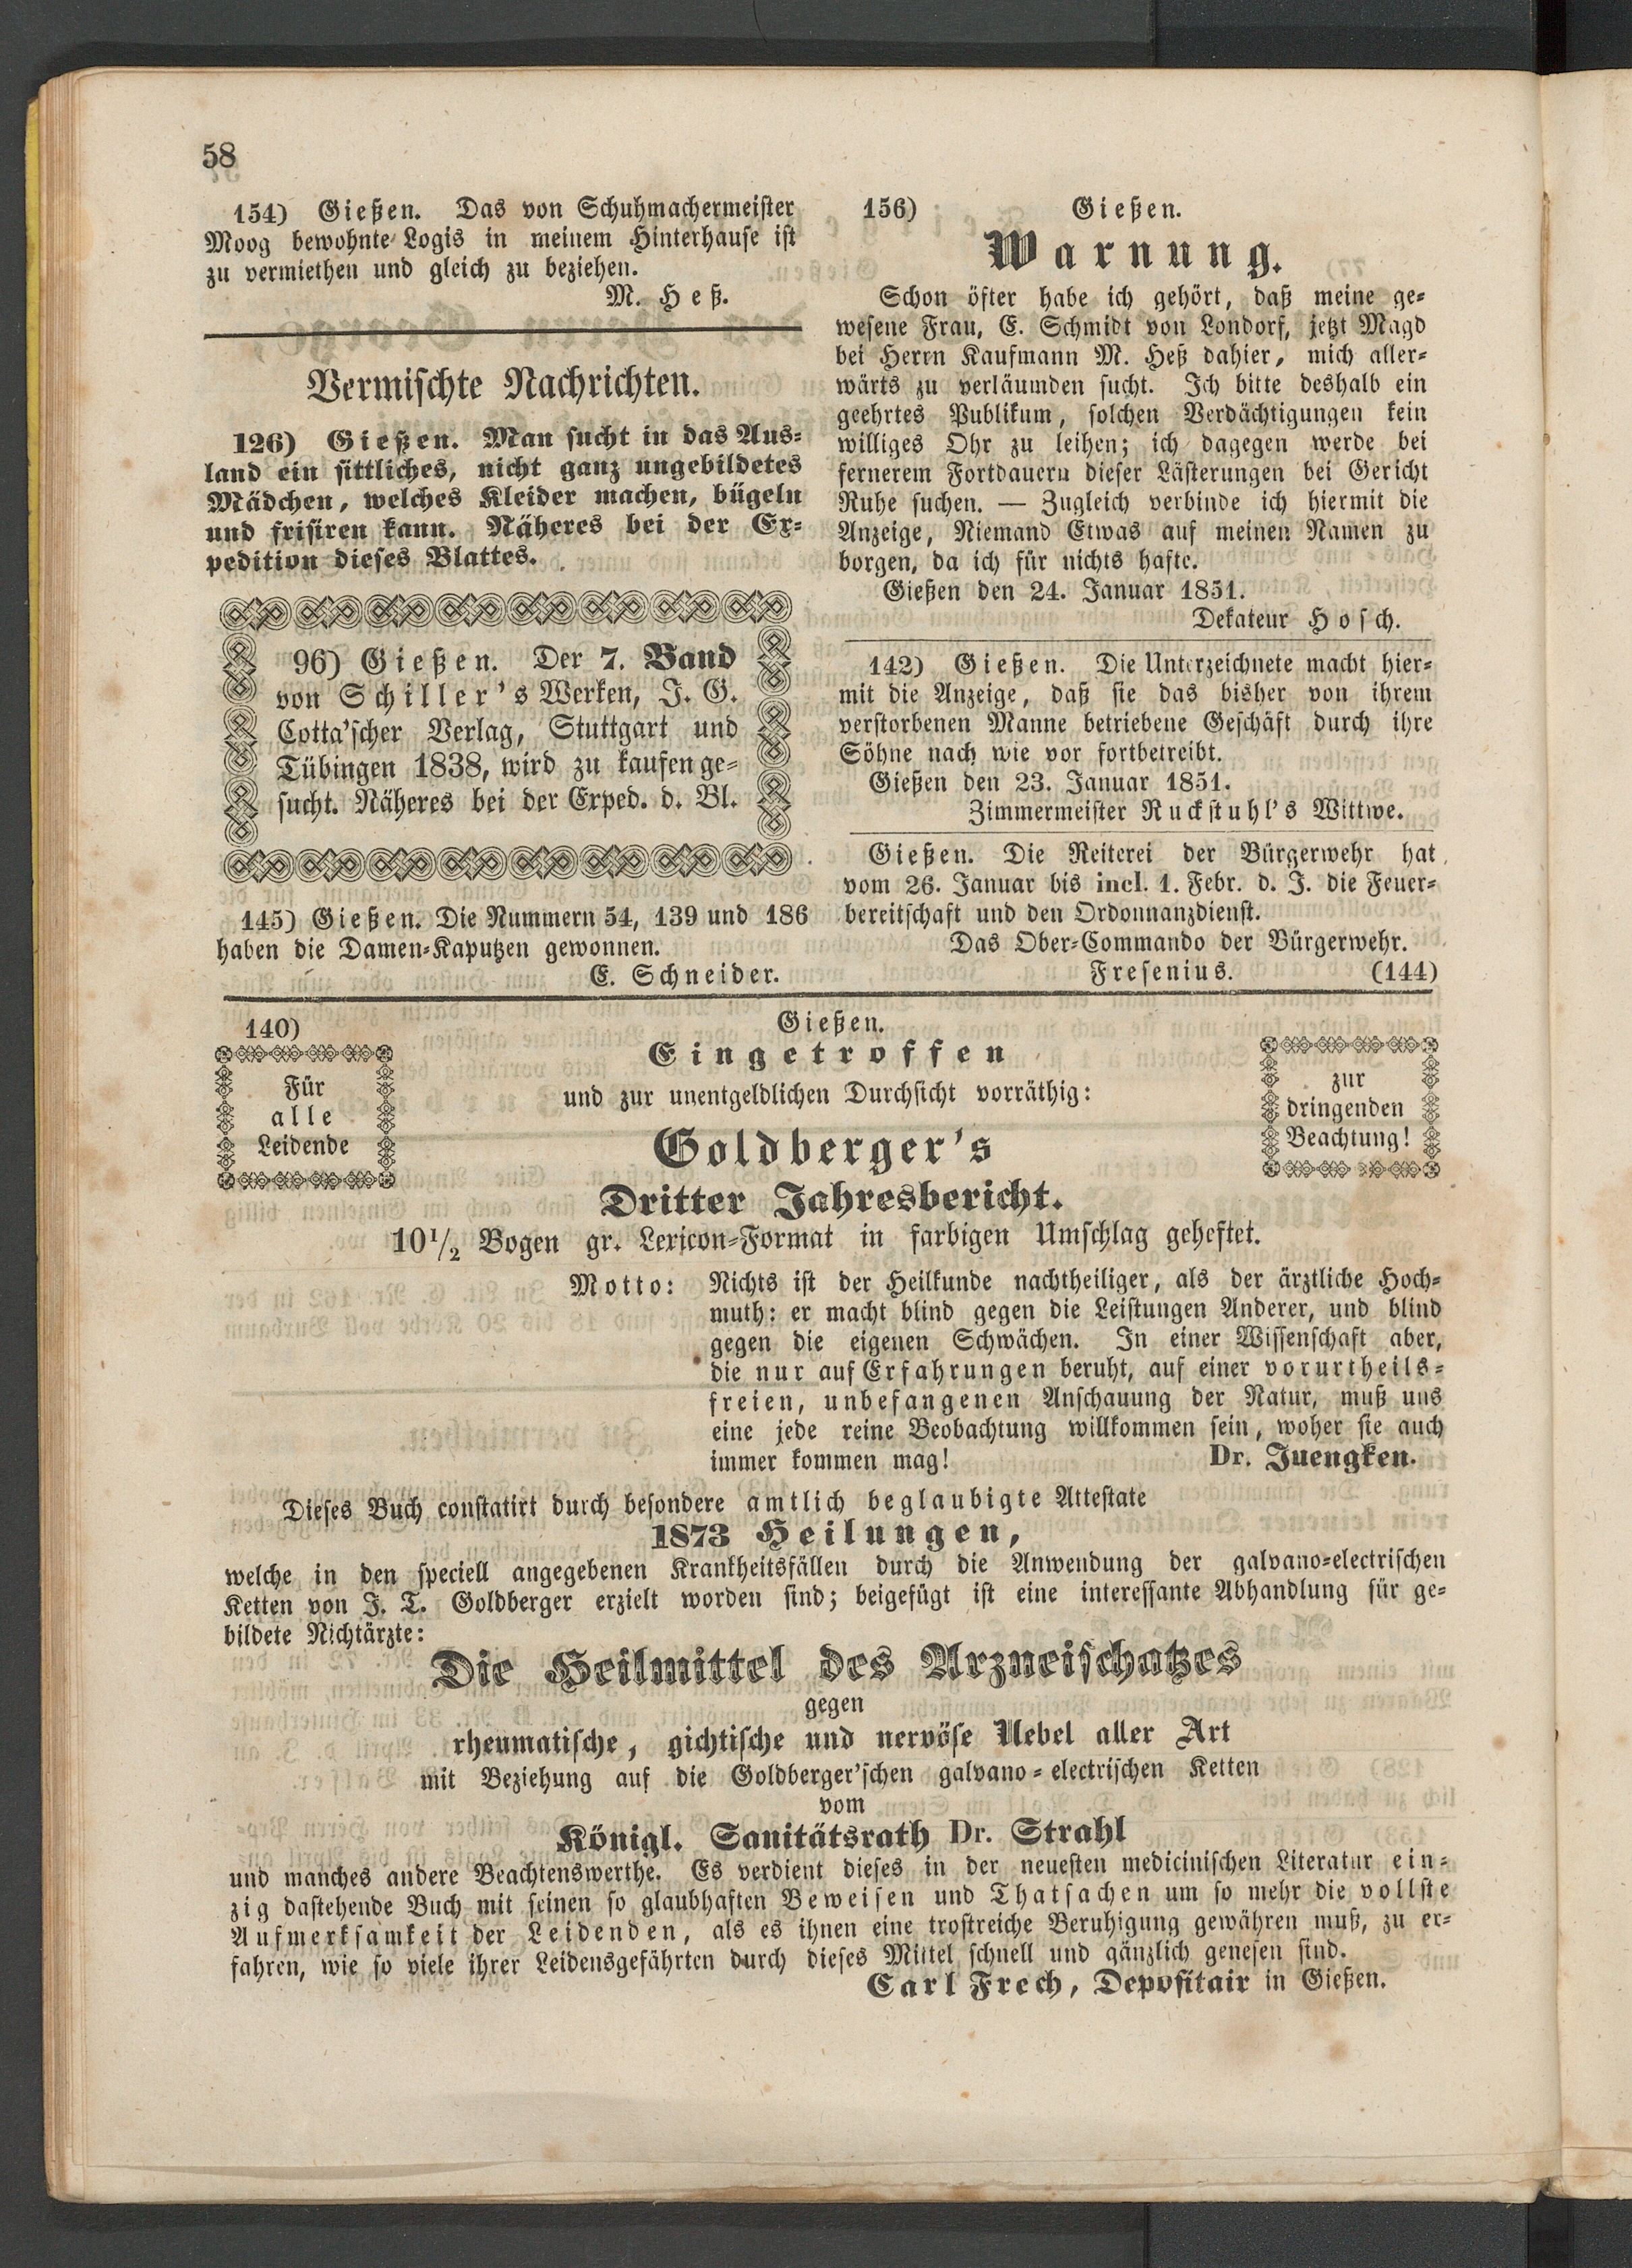 58
154) Gießen. Das von Schuhmachermeister
Moog bewohnte Logis in meinem Hinterhause ist
zu vermiethen und gleich zu beziehen.
M. Heß.
Vermischte Nachrichten.
126) Gießen. Man sucht in das Aus-
land ein sittliches, nicht ganz ungebildetes
Mädchen, welches Kleider machen, bügeln
und frisiren kann. Näheres bei der Ex-
pedition dieses Blattes.
96) Gießen. Der 7. Band
von Schiller's Werken, J. G.
Cotta'scher Verlag, Stuttgart und
Tübingen 1838, wird zu kaufen ge-
sucht. Näheres bei der Exped. d. Bl.
145) Gießen. Die Nummern 54, 139 und 186
haben die Damen-Kaputzen gewonnen.
E. Schneider.
156) Gießen.
Warnung.
Schon öfter habe ich gehört, daß meine ge-
wesene Frau, E. Schmidt von Londorf, jetzt Magd
bei Herrn Kaufmann M. Heß dahier, mich aller-
wärts zu verläumden sucht. Ich bitte deshalb ein
geehrtes Publikum, solchen Verdächtigungen kein
williges Ohr zu leihen; ich dagegen werde bei
fernerem Fortdauern dieser Lästerungen bei Gericht
Ruhe suchen. — Zugleich verbinde ich hiermit die
Anzeige, Niemand Etwas auf meinen Namen zu
borgen, da ich für nichts hafte.
Gießen den 24. Januar 1851.
Dekateur Hosch.
142) Gießen. Die Unterzeichnete macht hier-
mit die Anzeige, daß sie das bisher von ihrem
verstorbenen Manne betriebene Geschäft durch ihre
Söhne nach wie vor fortbetreibt.
Gießen den 23. Januar 1851.
Zimmermeister Ruckstuhl's Wittwe.
Gießen. Die Reiterei der Bürgerwehr hat
vom 26. Januar bis incl. 1. Febr. d. J. die Feuer-
bereitschaft und den Ordonnanzdienst.
Das Ober-Commando der Bürgerwehr.
Fresenius. (144)
140) Gießen.
Für
alle
Leidende
Eingetroffen
und zur unentgeldlichen Durchsicht vorräthig:
zur
dringenden
Beachtung!
Goldberger's
Dritter Jahresbericht.
10 1/2 Bogen gr. Lexicon-Format in farbigen Umschlag geheftet.
Motto: Nichts ist der Heilkunde nachtheiliger, als der ärztliche Hoch-
muth: er macht blind gegen die Leistungen Anderer, und blind
gegen die eigenen Schwächen. In einer Wissenschaft aber,
die nur auf Erfahrungen beruht, auf einer vorurtheils-
freien, unbefangenen Anschauung der Natur, muß uns
eine jede reine Beobachtung willkommen sein, woher sie auch
immer kommen mag! Dr. Juengken.
Dieses Buch constatirt durch besondere amtlich beglaubigte Attestate
1873 Heilungen,
welche in den speciell angegebenen Krankheitsfällen durch die Anwendung der galvano-electrischen
Ketten von J. T. Goldberger erzielt worden sind; beigefügt ist eine interessante Abhandlung für ge-
bildete Nichtärzte:
Die Heilmittel des Arzneischatzes
gegen
rheumatische, gichtische und nervöse Uebel aller Art
mit Beziehung auf die Goldberger'schen galvano-electrischen Ketten
vom
Königl. Sanitätsrath Dr. Strahl
und manches andere Beachtenswerthe. Es verdient dieses in der neuesten medicinischen Literatur ein-
zig dastehende Buch mit seinen so glaubhaften Beweisen und Thatsachen um so mehr die vollste
Aufmerksamkeit der Leidenden, als es ihnen eine trostreiche Beruhigung gewähren muß, zu er-
fahren, wie so viele ihrer Leidensgefährten durch dieses Mittel schnell und gänzlich genesen sind.
Carl Frech, Depositair in Gießen.